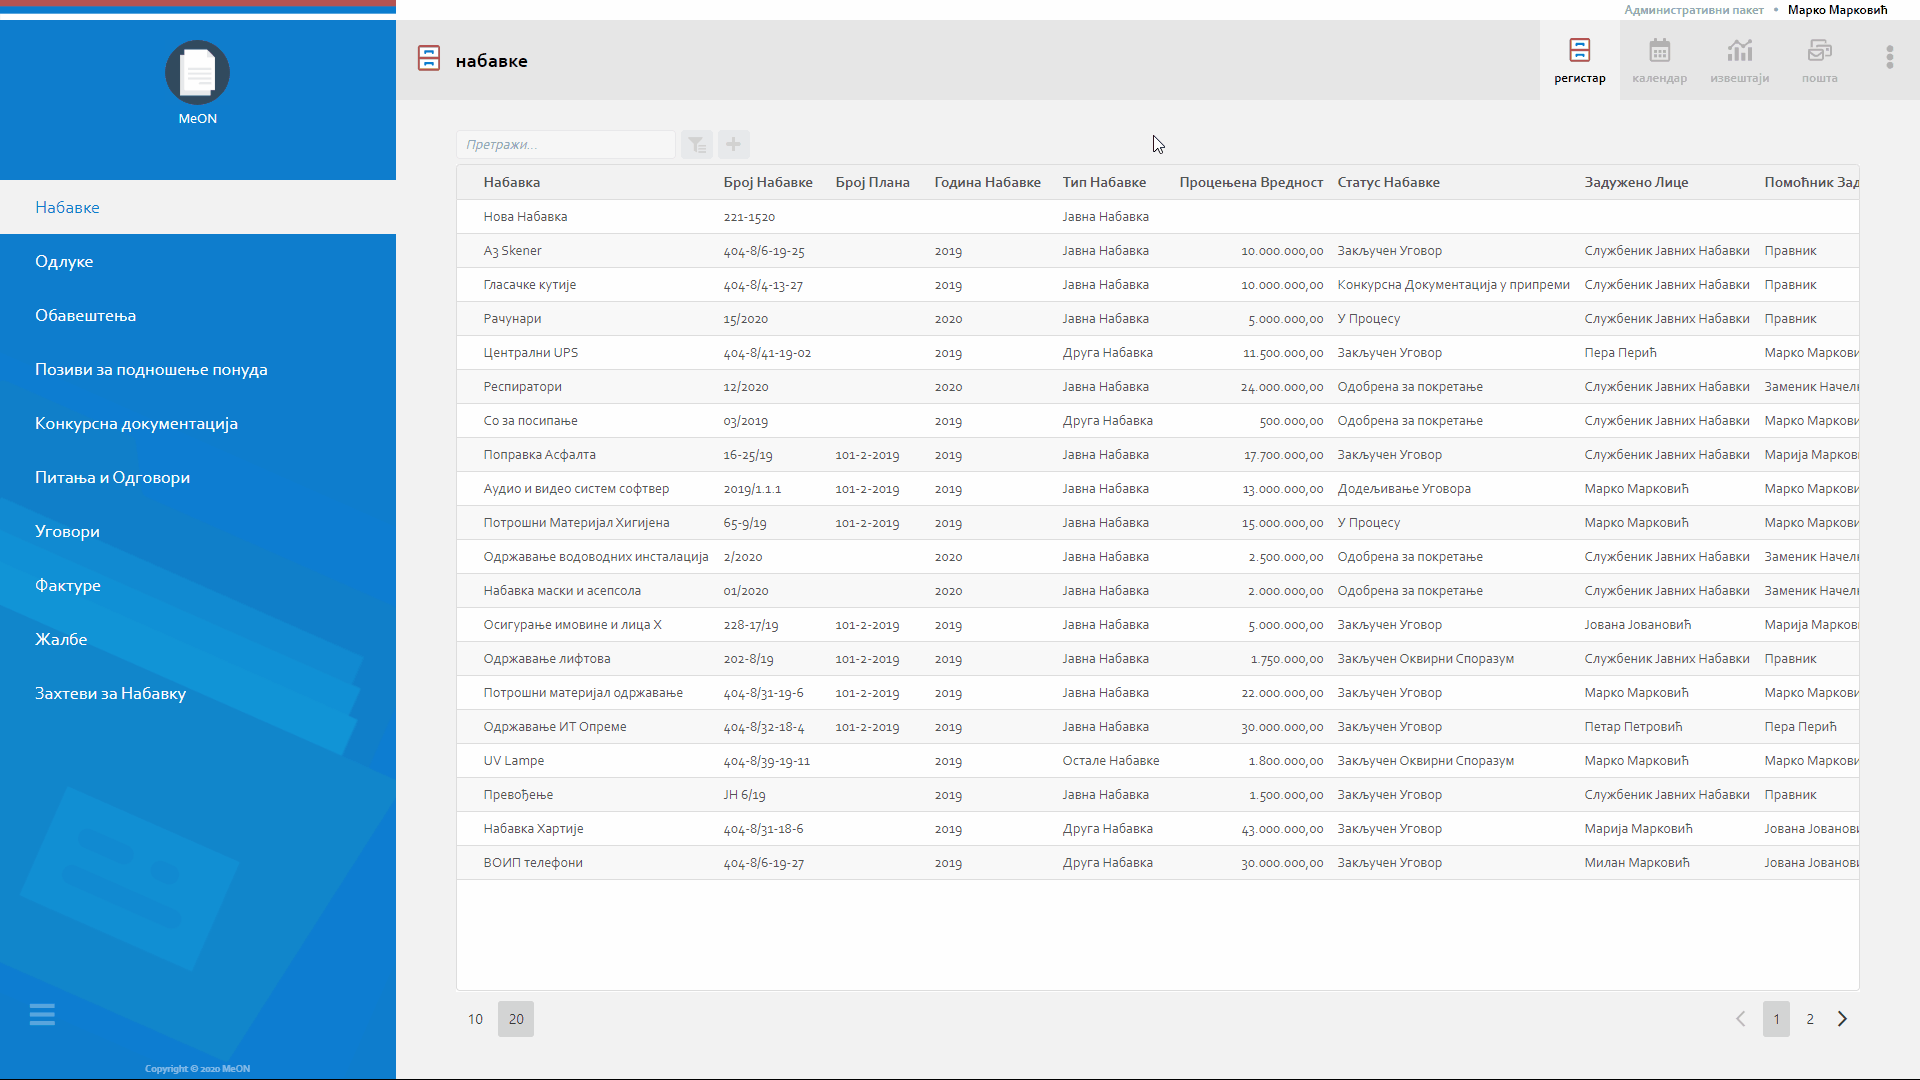 Административни пакет • Марко Марковић
MeON
набавке
регистар
календар
извештаји
пошта
Набавке
Одлуке
Обавештења
Позиви за подношење понуда
Конкурсна документација
Питања и Одговори
Уговори
Фактуре
Жалбе
Захтеви за Набавку
Copyright © 2020 MeON
Претражи...
Набавка Број Набавке Број Плана Година Набавке Тип Набавке Процењена Вредност Статус Набавке Задужено Лице Помоћник Зад
Нова Набавка 221-1520 Јавна Набавка
A3 Skener 404-8/6-19-25 2019 Јавна Набавка 10.000.000,00 Закључен Уговор Службеник Јавних Набавки Правник
Гласачке кутије 404-8/4-13-27 2019 Јавна Набавка 10.000.000,00 Конкурсна Документација у припреми Службеник Јавних Набавки Правник
Рачунари 15/2020 2020 Јавна Набавка 5.000.000,00 У Процесу Службеник Јавних Набавки Правник
Централни UPS 404-8/41-19-02 2019 Друга Набавка 11.500.000,00 Закључен Уговор Пера Перић Марко Маркови
Респиратори 12/2020 2020 Јавна Набавка 24.000.000,00 Одобрена за покретање Службеник Јавних Набавки Заменик Начелн
Со за посипање 03/2019 2019 Друга Набавка 500.000,00 Одобрена за покретање Службеник Јавних Набавки Марко Маркови
Поправка Асфалта 16-25/19 101-2-2019 2019 Јавна Набавка 17.700.000,00 Закључен Уговор Службеник Јавних Набавки Марија Маркови
Аудио и видео систем софтвер 2019/1.1.1 101-2-2019 2019 Јавна Набавка 13.000.000,00 Додељивање Уговора Марко Марковић Марко Маркови
Потрошни Материјал Хигијена 65-9/19 101-2-2019 2019 Јавна Набавка 15.000.000,00 У Процесу Марко Марковић Марко Маркови
Одржавање водоводних инсталација 2/2020 2020 Јавна Набавка 2.500.000,00 Одобрена за покретање Службеник Јавних Набавки Заменик Начелн
Набавка маски и асепсола 01/2020 2020 Јавна Набавка 2.000.000,00 Одобрена за покретање Службеник Јавних Набавки Заменик Начелн
Осигурање имовине и лица X 228-17/19 101-2-2019 2019 Јавна Набавка 5.000.000,00 Закључен Уговор Јована Јовановић Марија Маркови
Одржавање лифтова 202-8/19 101-2-2019 2019 Јавна Набавка 1.750.000,00 Закључен Оквирни Споразум Службеник Јавних Набавки Правник
Потрошни материјал одржавање 404-8/31-19-6 101-2-2019 2019 Јавна Набавка 22.000.000,00 Закључен Уговор Марко Марковић Марко Маркови
Одржавање ИТ Опреме 404-8/32-18-4 101-2-2019 2019 Јавна Набавка 30.000.000,00 Закључен Уговор Петар Петровић Пера Перић
UV Lampe 404-8/39-19-11 2019 Остале Набавке 1.800.000,00 Закључен Оквирни Споразум Марко Марковић Марко Маркови
Превођење ЈН 6/19 2019 Јавна Набавка 1.500.000,00 Закључен Уговор Службеник Јавних Набавки Правник
Набавка Хартије 404-8/31-18-6 2019 Друга Набавка 43.000.000,00 Закључен Уговор Марија Марковић Јована Јованови
ВОИП телефони 404-8/6-19-27 2019 Друга Набавка 30.000.000,00 Закључен Уговор Милан Марковић Јована Јованови
10 20
1 2